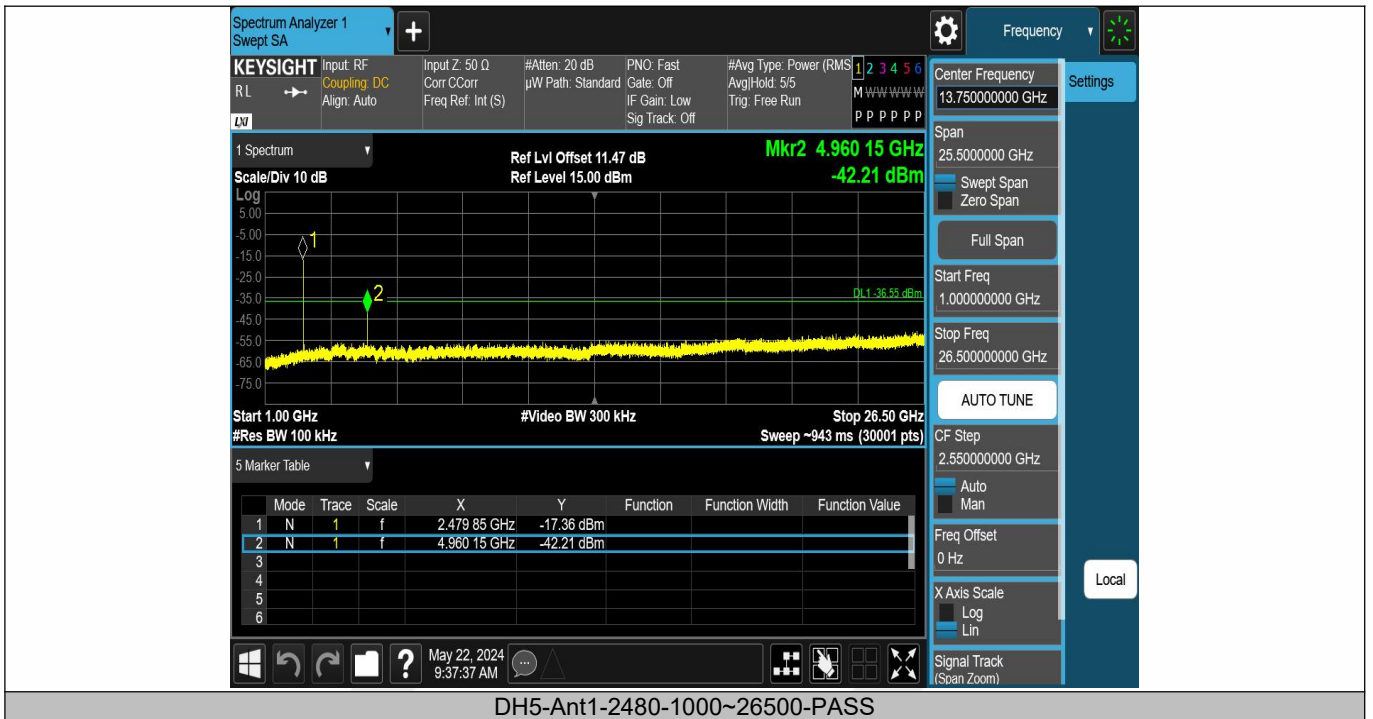 Spectrum Analyzer 1
Swept SA
Frequency
KEYSIGHT
RL
LXI
Input: RF
Coupling: DC
Align: Auto
Input Z: 50 Ω
Corr CCorr
Freq Ref: Int (S)
#Atten: 20 dB
µW Path: Standard
PNO: Fast
Gate: Off
IF Gain: Low
Sig Track: Off
#Avg Type: Power (RMS
Avg|Hold: 5/5
Trig: Free Run
1 2 3 4 5 6
M W W W W W
P P P P P P
1 Spectrum
Scale/Div 10 dB
Ref Lvl Offset 11.47 dB
Ref Level 15.00 dBm
Mkr2 4.960 15 GHz
-42.21 dBm
Log
5.00
-5.00
-15.0
-25.0
-35.0
-45.0
-55.0
-65.0
-75.0
1
2
DL1 -36.55 dBm
Start 1.00 GHz
#Res BW 100 kHz
#Video BW 300 kHz
Stop 26.50 GHz
Sweep ~943 ms (30001 pts)
5 Marker Table
Mode Trace Scale X Y Function Function Width Function Value
1 N 1 f 2.479 85 GHz -17.36 dBm
2 N 1 f 4.960 15 GHz -42.21 dBm
3
4
5
6
May 22, 2024
9:37:37 AM
Center Frequency
13.750000000 GHz
Settings
Span
25.5000000 GHz
Swept Span
Zero Span
Full Span
Start Freq
1.000000000 GHz
Stop Freq
26.500000000 GHz
AUTO TUNE
CF Step
2.550000000 GHz
Auto
Man
Freq Offset
0 Hz
X Axis Scale
Log
Lin
Local
Signal Track
(Span Zoom)
DH5-Ant1-2480-1000~26500-PASS